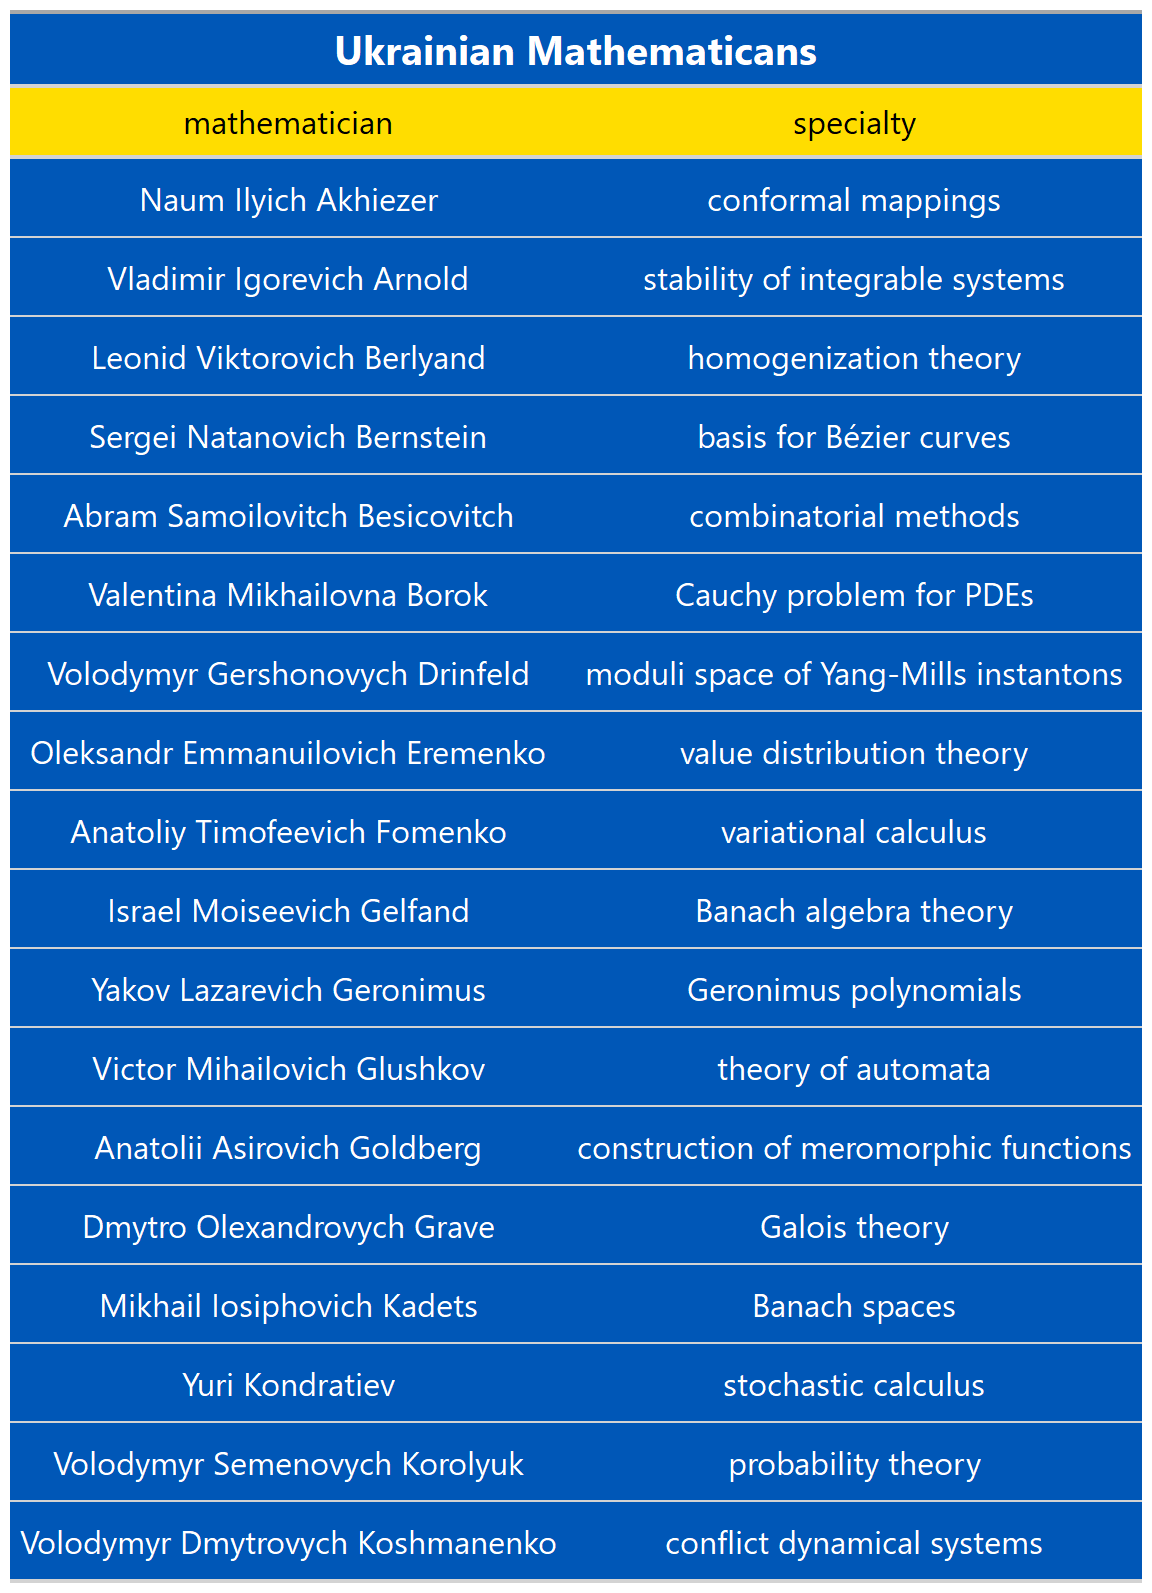 Ukrainian Mathematicans
mathematician specialty
Naum Ilyich Akhiezer conformal mappings
Vladimir Igorevich Arnold stability of integrable systems
Leonid Viktorovich Berlyand homogenization theory
Sergei Natanovich Bernstein basis for Bézier curves
Abram Samoilovitch Besicovitch combinatorial methods
Valentina Mikhailovna Borok Cauchy problem for PDEs
Volodymyr Gershonovych Drinfeld moduli space of Yang-Mills instantons
Oleksandr Emmanuilovich Eremenko value distribution theory
Anatoliy Timofeevich Fomenko variational calculus
Israel Moiseevich Gelfand Banach algebra theory
Yakov Lazarevich Geronimus Geronimus polynomials
Victor Mihailovich Glushkov theory of automata
Anatolii Asirovich Goldberg construction of meromorphic functions
Dmytro Olexandrovych Grave Galois theory
Mikhail Iosiphovich Kadets Banach spaces
Yuri Kondratiev stochastic calculus
Volodymyr Semenovych Korolyuk probability theory
Volodymyr Dmytrovych Koshmanenko conflict dynamical systems